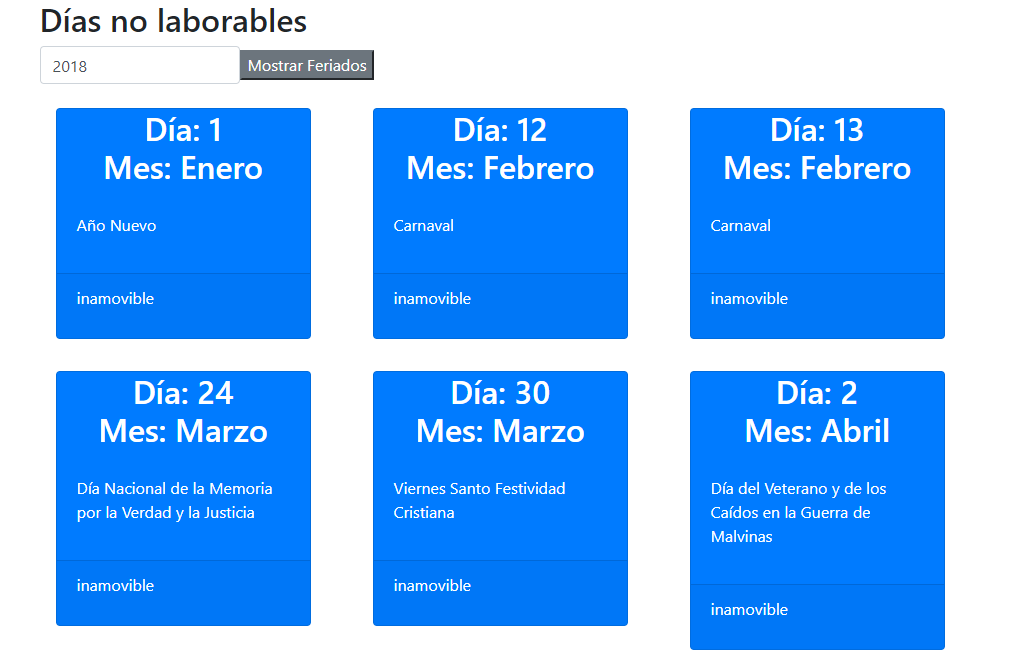 Días no laborables
2018
Mostrar Feriados
Día: 1
Mes: Enero
Año Nuevo
inamovible
Día: 12
Mes: Febrero
Carnaval
inamovible
Día: 13
Mes: Febrero
Carnaval
inamovible
Día: 24
Mes: Marzo
Día Nacional de la Memoria
por la Verdad y la Justicia
inamovible
Día: 30
Mes: Marzo
Viernes Santo Festividad
Cristiana
inamovible
Día: 2
Mes: Abril
Día del Veterano y de los
Caídos en la Guerra de
Malvinas
inamovible